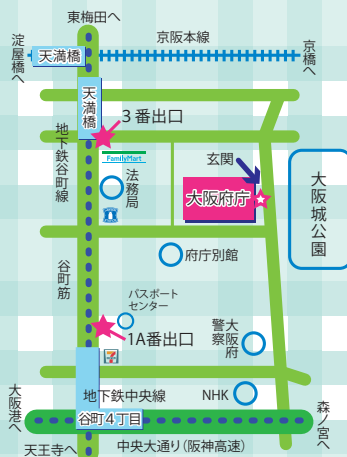 東梅田へ
淀屋橋へ
天満橋
京阪本線
京橋へ
天満橋
3番出口
地下鉄谷町線
FamilyMart
法務局
玄関
大阪府庁
大阪城公園
府庁別館
谷町筋
パスポート
センター
1A番出口
大阪府
警察
7
地下鉄中央線
NHK
大阪港へ
谷町4丁目
森ノ宮へ
天王寺へ
中央大通り(阪神高速)